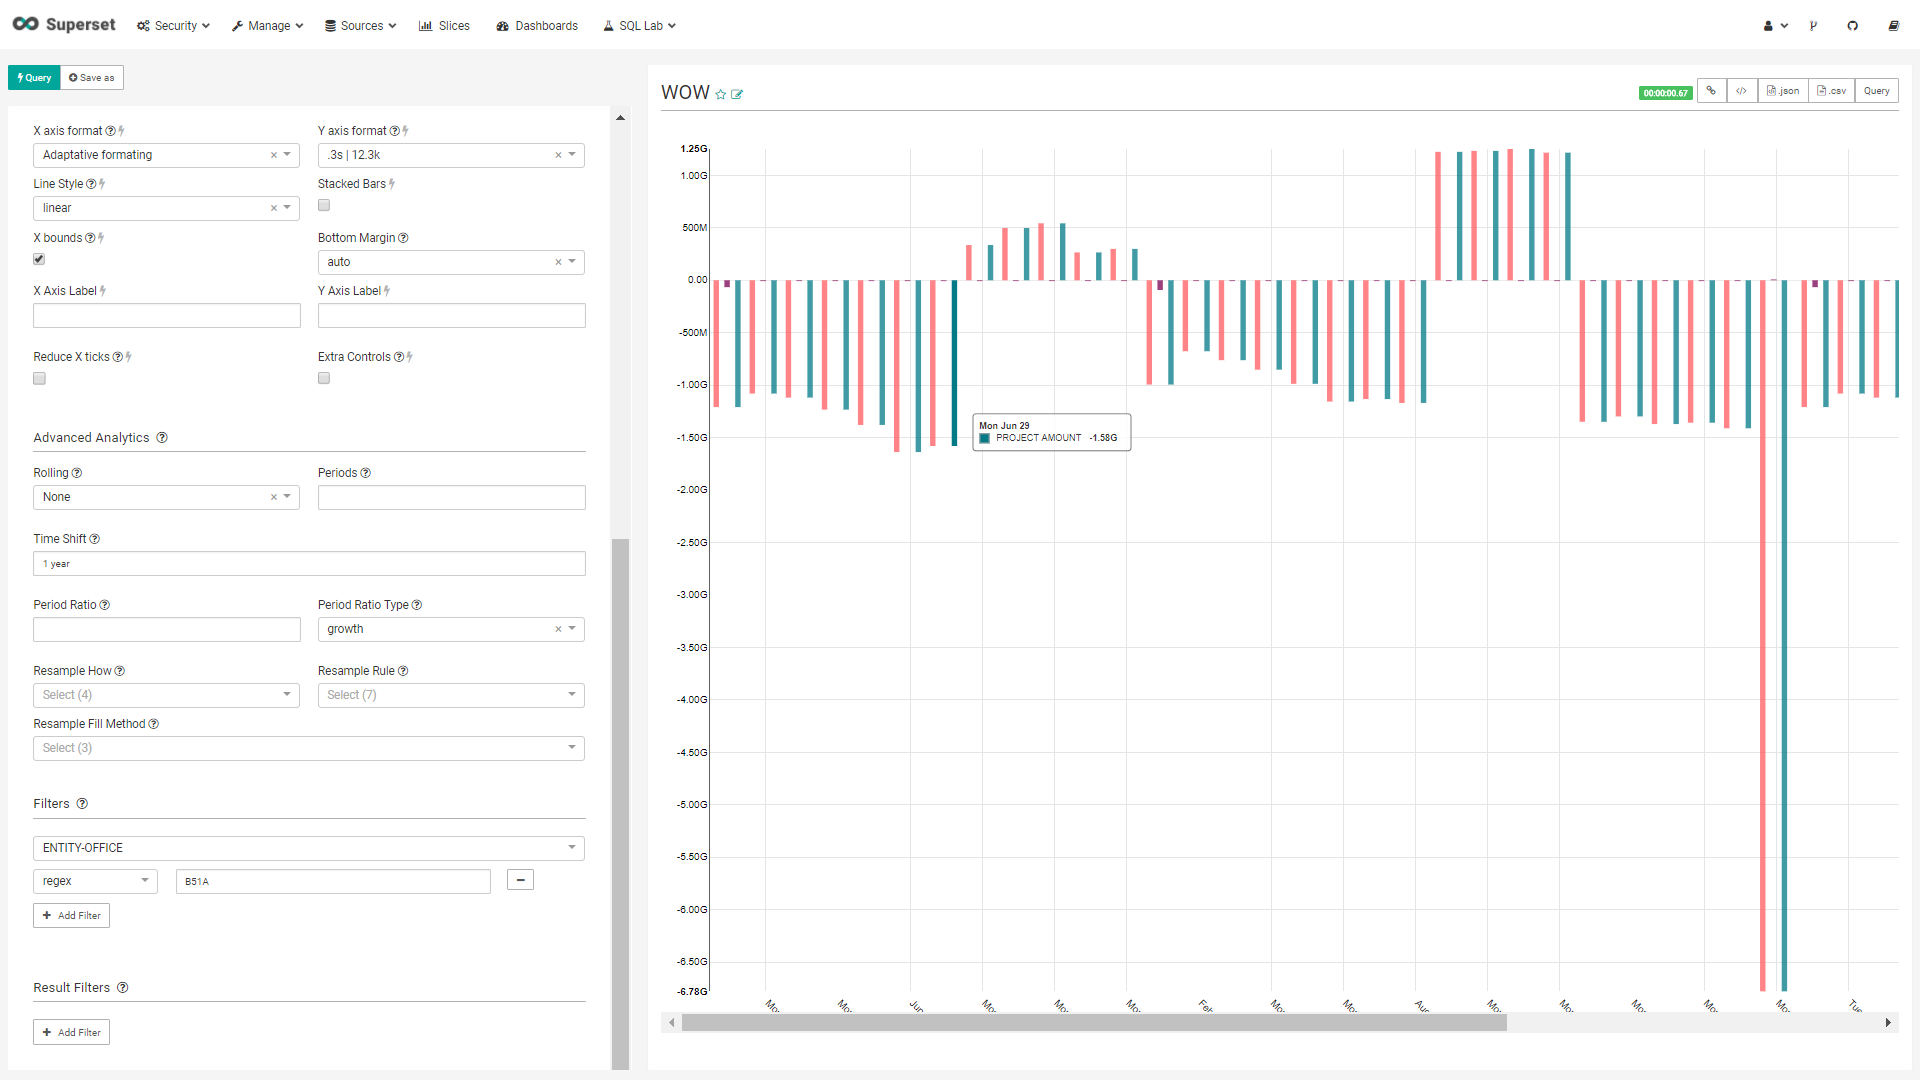 Superset
Security
Manage
Sources
Slices
Dashboards
SQL Lab
Query
Save as
X axis format
Y axis format
Adaptative formating
.3s | 12.3k
Line Style
Stacked Bars
linear
X bounds
Bottom Margin
auto
X Axis Label
Y Axis Label
Reduce X ticks
Extra Controls
Advanced Analytics
Rolling
Periods
None
Time Shift
1 year
Period Ratio
Period Ratio Type
growth
Resample How
Resample Rule
Select (4)
Select (7)
Resample Fill Method
Select (3)
Filters
ENTITY-OFFICE
regex
B51A
Add Filter
Result Filters
Add Filter
WOW
00:00:00.67
.json
.csv
Query
1.25G
1.00G
500M
0.00
-500M
-1.00G
-1.50G
-2.00G
-2.50G
-3.00G
-3.50G
-4.00G
-4.50G
-5.00G
-5.50G
-6.00G
-6.50G
-6.78G
Mon Jun 29
PROJECT AMOUNT -1.58G